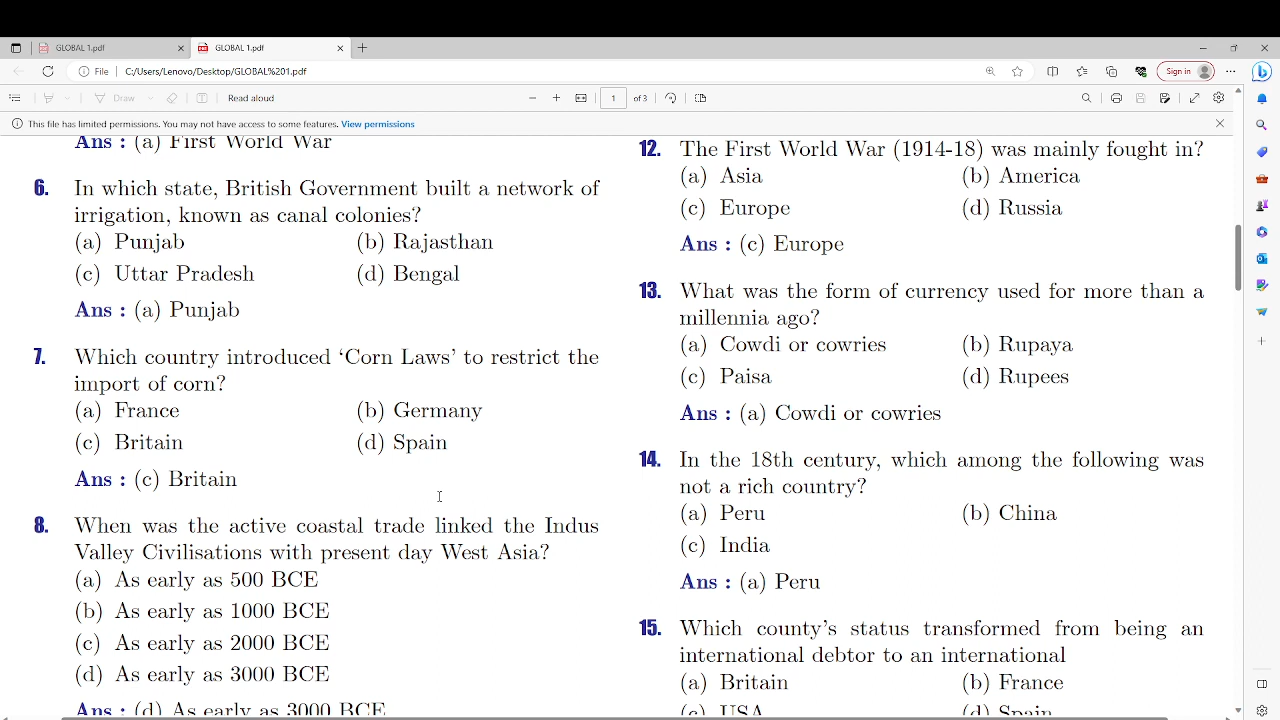 GLOBAL 1.pdf
GLOBAL 1.pdf
File
C:/Users/Lenovo/Desktop/GLOBAL%201.pdf
Sign in
Draw
Read aloud
1
of 3
This file has limited permissions. You may not have access to some features. View permissions
Ans : (a) First World War
6. In which state, British Government built a network of
irrigation, known as canal colonies?
(a) Punjab (b) Rajasthan
(c) Uttar Pradesh (d) Bengal
Ans : (a) Punjab
7. Which country introduced ‘Corn Laws’ to restrict the
import of corn?
(a) France (b) Germany
(c) Britain (d) Spain
Ans : (c) Britain
8. When was the active coastal trade linked the Indus
Valley Civilisations with present day West Asia?
(a) As early as 500 BCE
(b) As early as 1000 BCE
(c) As early as 2000 BCE
(d) As early as 3000 BCE
Ans : (d) As early as 3000 BCE
12. The First World War (1914-18) was mainly fought in?
(a) Asia (b) America
(c) Europe (d) Russia
Ans : (c) Europe
13. What was the form of currency used for more than a
millennia ago?
(a) Cowdi or cowries (b) Rupaya
(c) Paisa (d) Rupees
Ans : (a) Cowdi or cowries
14. In the 18th century, which among the following was
not a rich country?
(a) Peru (b) China
(c) India
Ans : (a) Peru
15. Which county’s status transformed from being an
international debtor to an international
(a) Britain (b) France
(c) USA (d) Spain